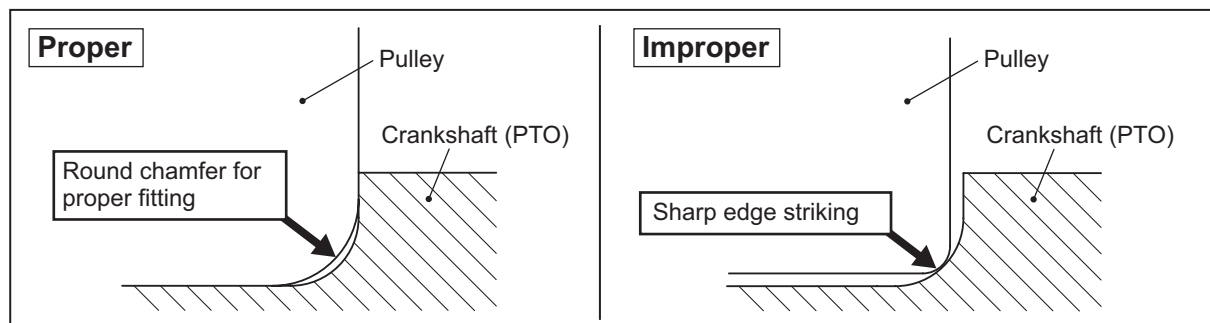 Proper
Pulley
Crankshaft (PTO)
Round chamfer for
proper fitting
Improper
Pulley
Crankshaft (PTO)
Sharp edge striking